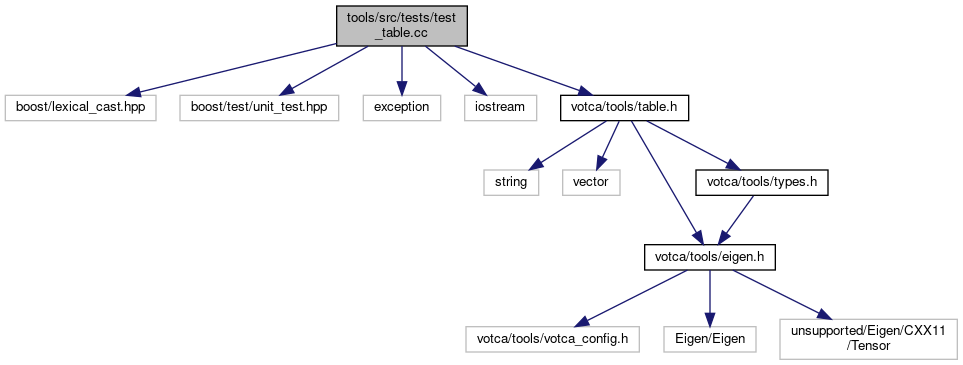 tools/src/tests/test
_table.cc
boost/lexical_cast.hpp
boost/test/unit_test.hpp
exception
iostream
votca/tools/table.h
string
vector
votca/tools/types.h
votca/tools/eigen.h
votca/tools/votca_config.h
Eigen/Eigen
unsupported/Eigen/CXX11
/Tensor